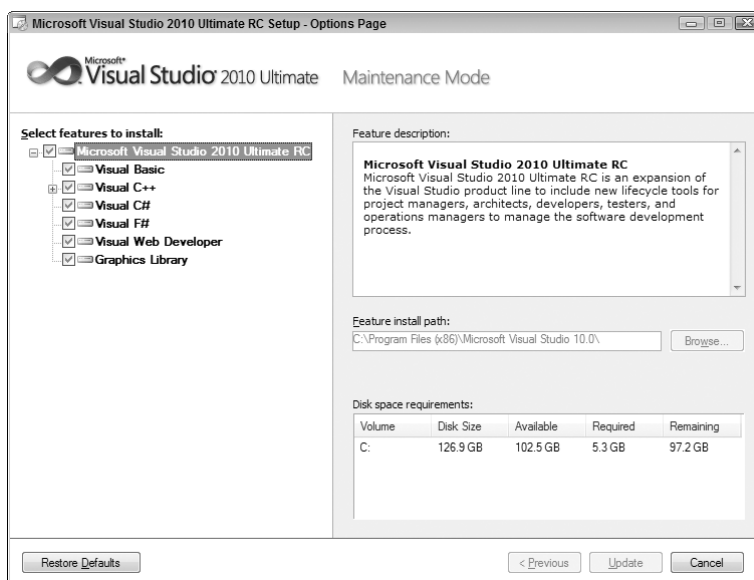 Microsoft Visual Studio 2010 Ultimate RC Setup - Options Page
Microsoft®
Visual Studio® 2010 Ultimate Maintenance Mode
Select features to install:
Microsoft Visual Studio 2010 Ultimate RC
Visual Basic
Visual C++
Visual C#
Visual F#
Visual Web Developer
Graphics Library
Feature description:
Microsoft Visual Studio 2010 Ultimate RC
Microsoft Visual Studio 2010 Ultimate RC is an expansion of
the Visual Studio product line to include new lifecycle tools for
project managers, architects, developers, testers, and
operations managers to manage the software development
process.
Feature install path:
C:\Program Files (x86)\Microsoft Visual Studio 10.0\ Browse...
Disk space requirements:
Volume Disk Size Available Required Remaining
C: 126.9 GB 102.5 GB 5.3 GB 97.2 GB
Restore Defaults < Previous Update Cancel